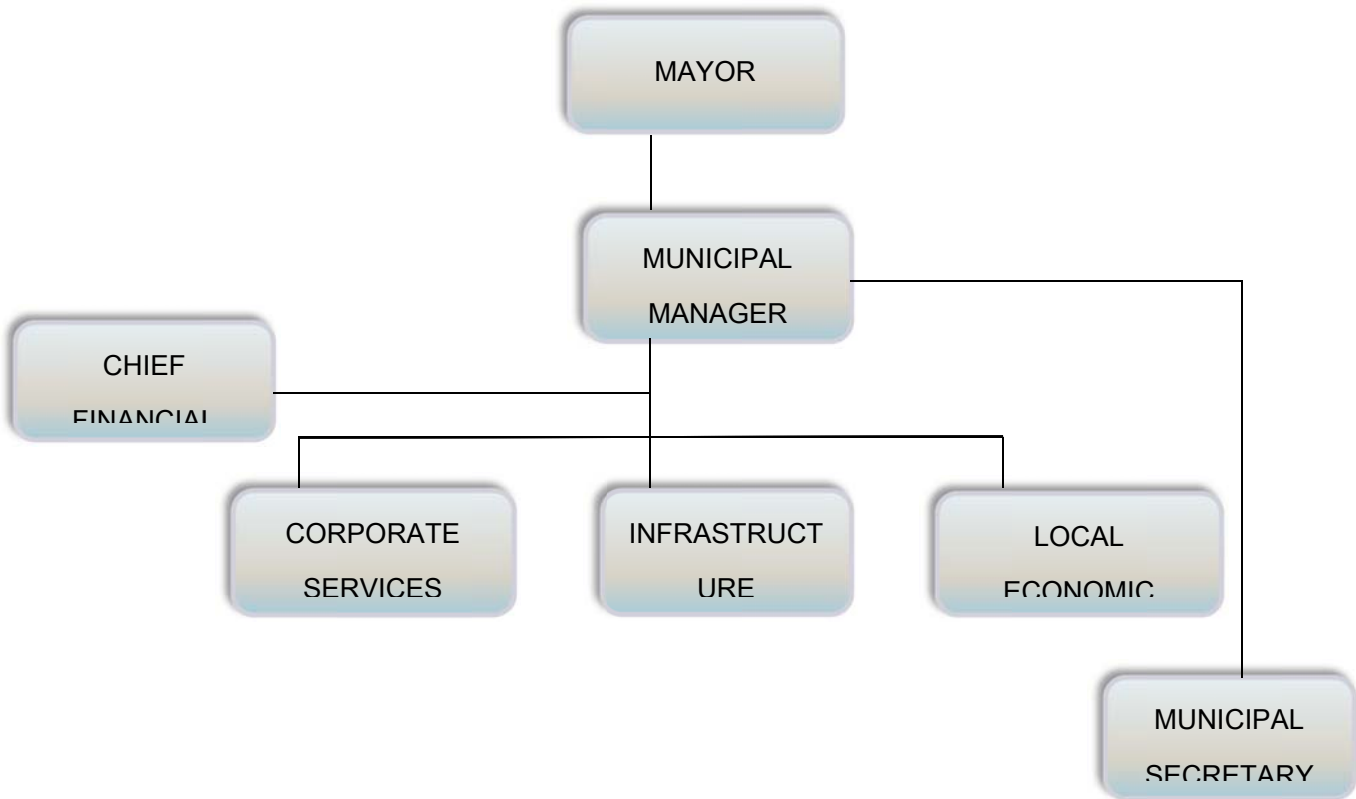 MAYOR
MUNICIPAL
MANAGER
CHIEF
FINANCIAL
CORPORATE
SERVICES
INFRASTRUCT
URE
LOCAL
ECONOMIC
MUNICIPAL
SECRETARY